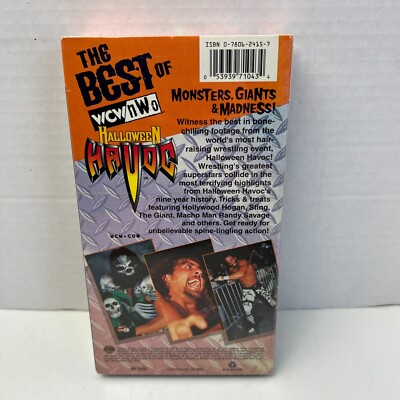 THE
BEST OF
WCW/NWO
HALLOWEEN
HAVOC
ISBN 0-7806-2415-7
0 53939 71043 4
MONSTERS, GIANTS
& MADNESS!
Witness the best in bone-
chilling footage from the
world's most hair-
raising wrestling event,
Halloween Havoc!
Wrestling's greatest
superstars collide in the
most terrifying highlights
from Halloween Havoc's
nine year history. Tricks & treats
featuring Hollywood Hogan, Sting,
The Giant, Macho Man Randy Savage
and others. Get ready for
unbelievable spine-tingling action!
WCW.COM